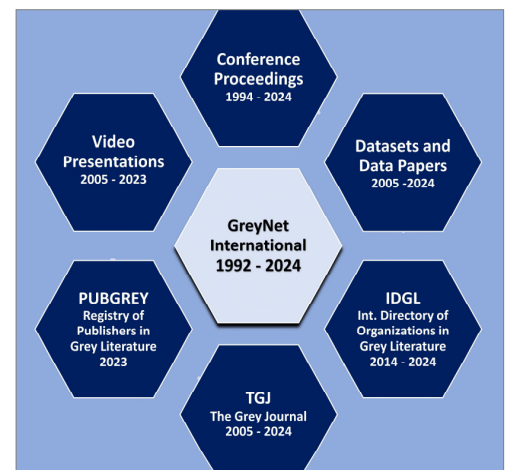 Conference
Proceedings
1994 - 2024
Video
Presentations
2005 - 2023
Datasets and
Data Papers
2005 -2024
GreyNet
International
1992 - 2024
PUBGREY
Registry of
Publishers in
Grey Literature
2023
IDGL
Int. Directory of
Organizations in
Grey Literature
2014 - 2024
TGJ
The Grey Journal
2005 - 2024